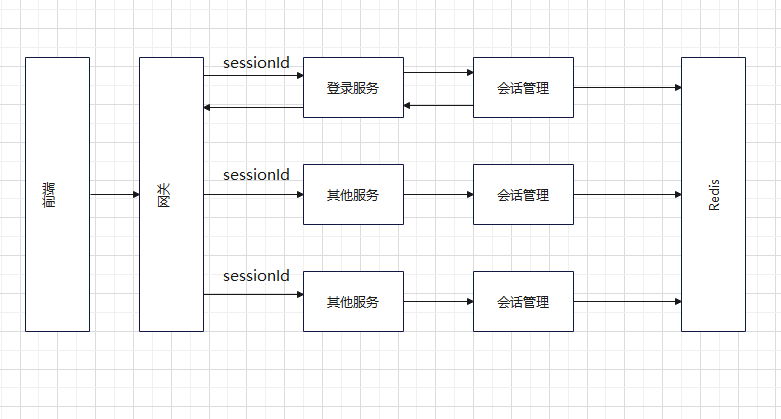 前端
网关
sessionId
登录服务
会话管理
sessionId
其他服务
会话管理
sessionId
其他服务
会话管理
Redis